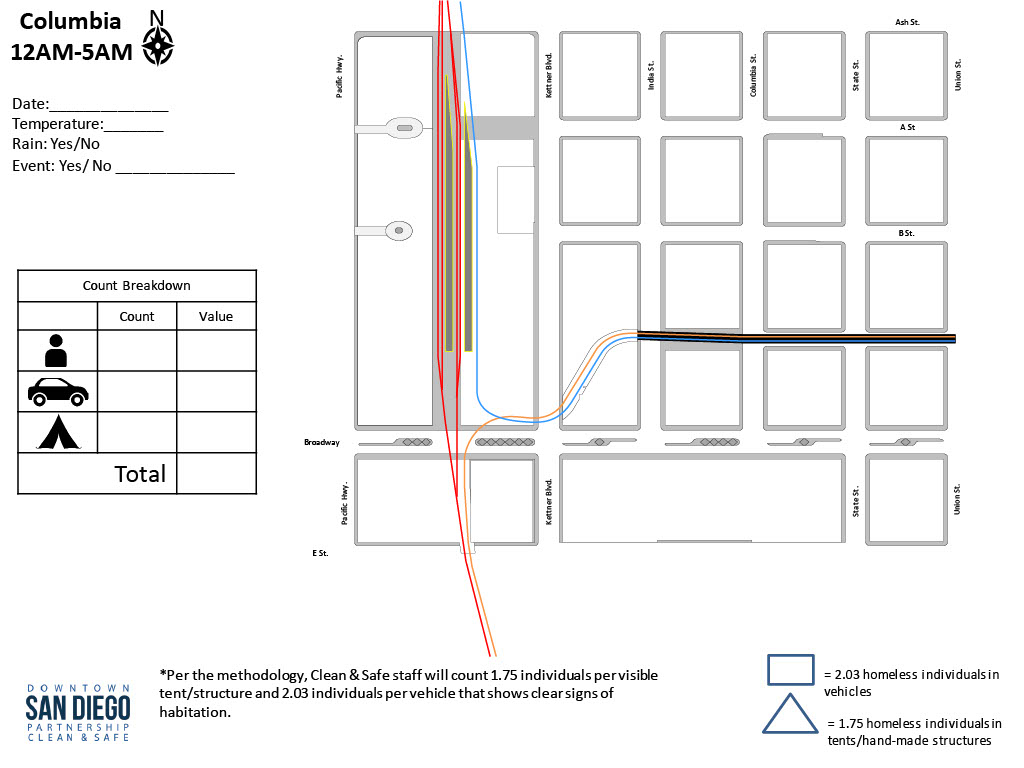 Columbia
12AM-5AM
N
Date:______________
Temperature:_______
Rain: Yes/No
Event: Yes/ No ______________
Count Breakdown
Count
Value
Total
Ash St.
Pacific Hwy.
Kettner Blvd.
India St.
Columbia St.
State St.
Union St.
A St
B St.
Broadway
Pacific Hwy.
Kettner Blvd.
State St.
Union St.
E St.
*Per the methodology, Clean & Safe staff will count 1.75 individuals per visible
tent/structure and 2.03 individuals per vehicle that shows clear signs of
habitation.
DOWNTOWN
SAN DIEGO
PARTNERSHIP
CLEAN & SAFE
= 2.03 homeless individuals in
vehicles
= 1.75 homeless individuals in
tents/hand-made structures